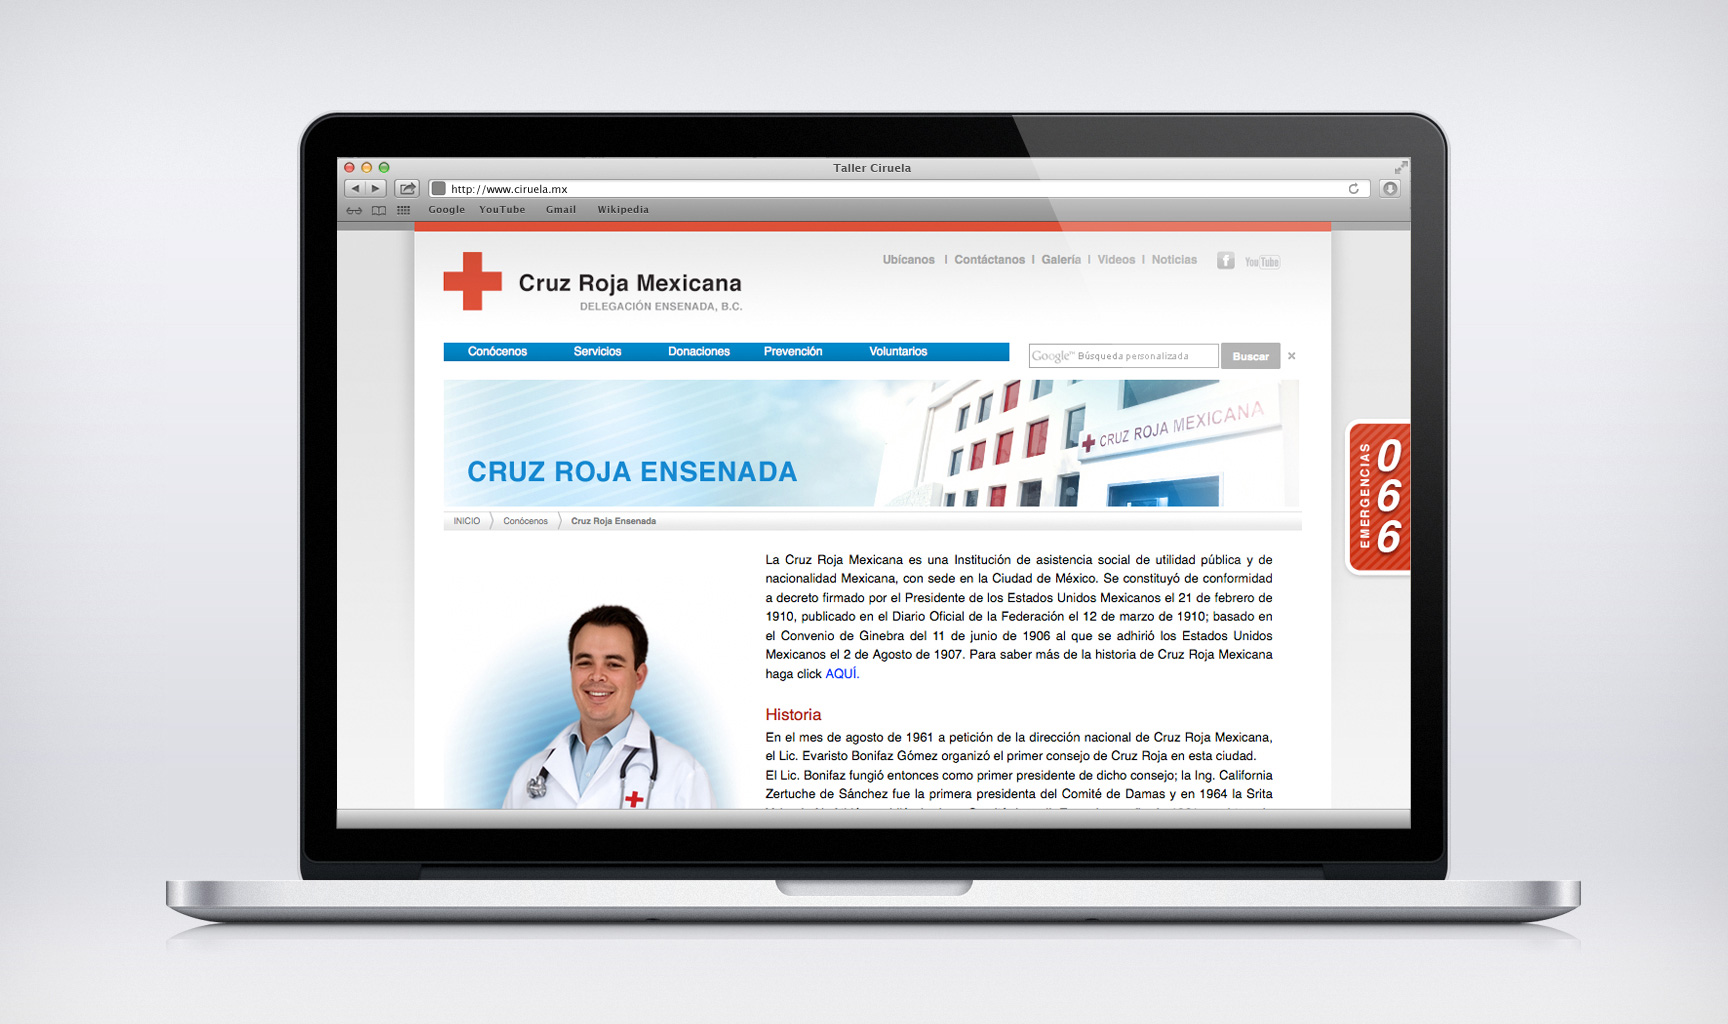 Taller Ciruela
http://www.ciruela.mx
Google YouTube Gmail Wikipedia
Ubícanos | Contáctanos | Galería | Videos | Noticias f YouTube
Cruz Roja Mexicana
DELEGACIÓN ENSENADA, B.C.
Conócenos Servicios Donaciones Prevención Voluntarios
Google™ Búsqueda personalizada Buscar ×
CRUZ ROJA MEXICANA
CRUZ ROJA ENSENADA
EMERGENCIAS 066
INICIO Conócenos Cruz Roja Ensenada
La Cruz Roja Mexicana es una Institución de asistencia social de utilidad pública y de
nacionalidad Mexicana, con sede en la Ciudad de México. Se constituyó de conformidad
a decreto firmado por el Presidente de los Estados Unidos Mexicanos el 21 de febrero de
1910, publicado en el Diario Oficial de la Federación el 12 de marzo de 1910; basado en
el Convenio de Ginebra del 11 de junio de 1906 al que se adhirió los Estados Unidos
Mexicanos el 2 de Agosto de 1907. Para saber más de la historia de Cruz Roja Mexicana
haga click AQUÍ.
Historia
En el mes de agosto de 1961 a petición de la dirección nacional de Cruz Roja Mexicana,
el Lic. Evaristo Bonifaz Gómez organizó el primer consejo de Cruz Roja en esta ciudad.
El Lic. Bonifaz fungió entonces como primer presidente de dicho consejo; la Ing. California
Zertuche de Sánchez fue la primera presidenta del Comité de Damas y en 1964 la Srita